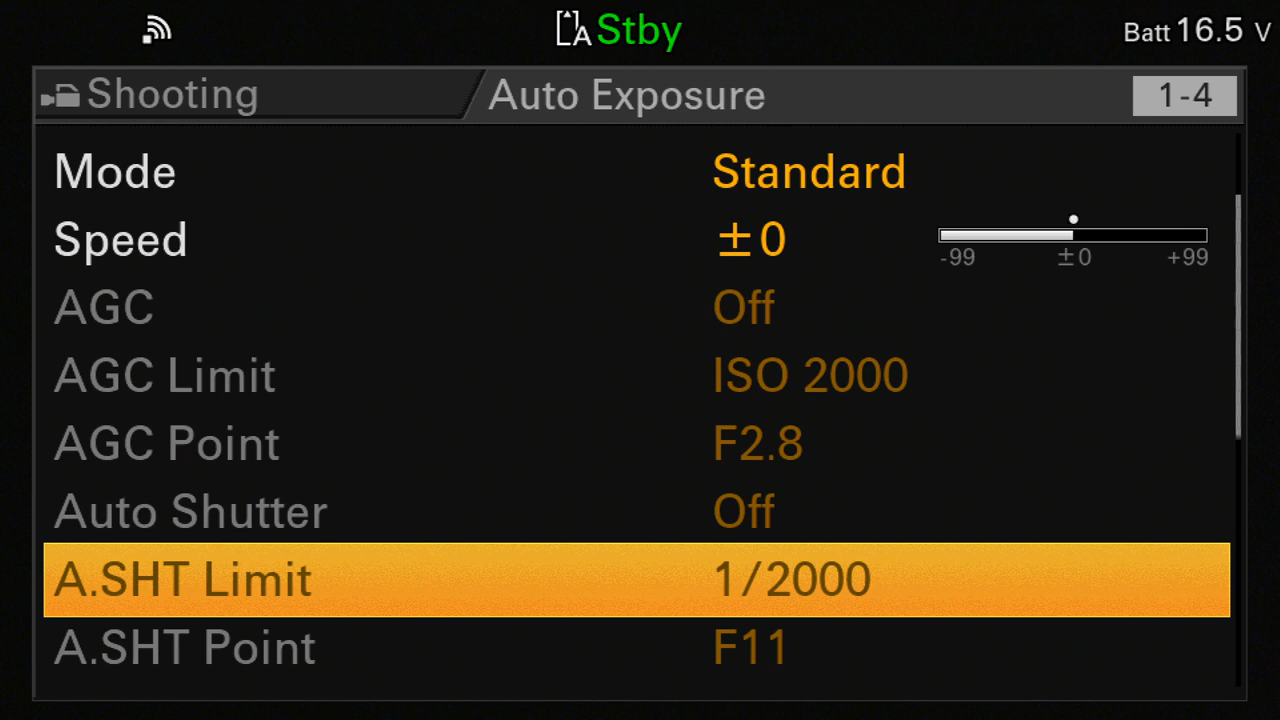 A Stby Batt 16.5 V
Shooting Auto Exposure 1-4
Mode Standard
Speed ±0
-99 ±0 +99
AGC Off
AGC Limit ISO 2000
AGC Point F2.8
Auto Shutter Off
A.SHT Limit 1/2000
A.SHT Point F11